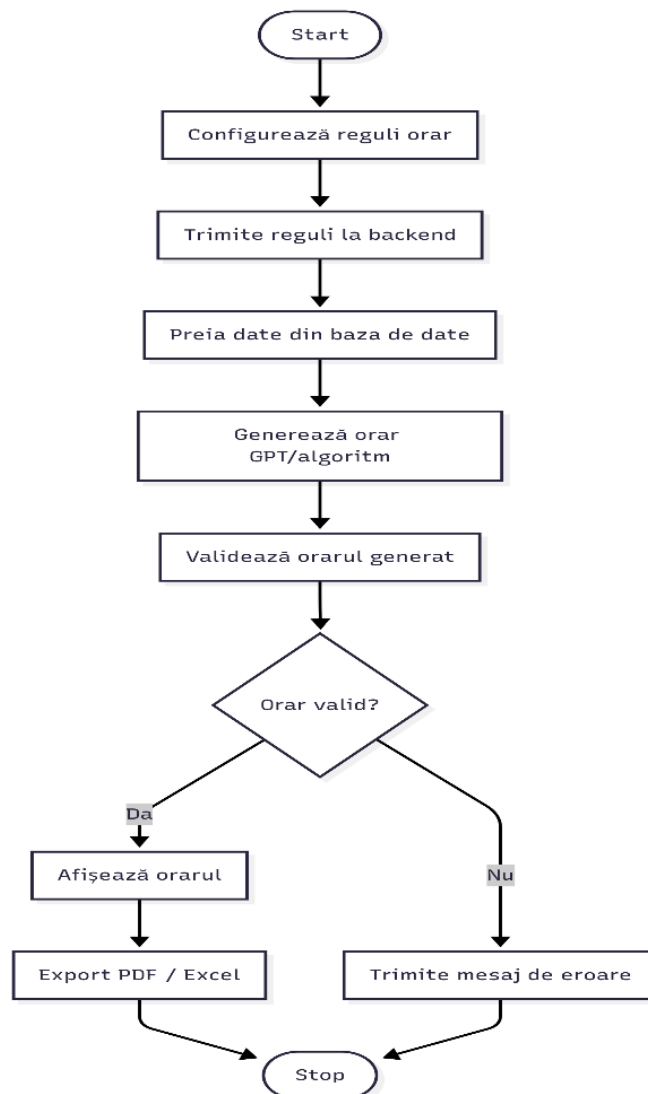 Start
Configurează reguli orar
Trimite reguli la backend
Preia date din baza de date
Generează orar
GPT/algoritm
Validează orarul generat
Orar valid?
Da
Nu
Afișează orarul
Export PDF / Excel
Trimite mesaj de eroare
Stop